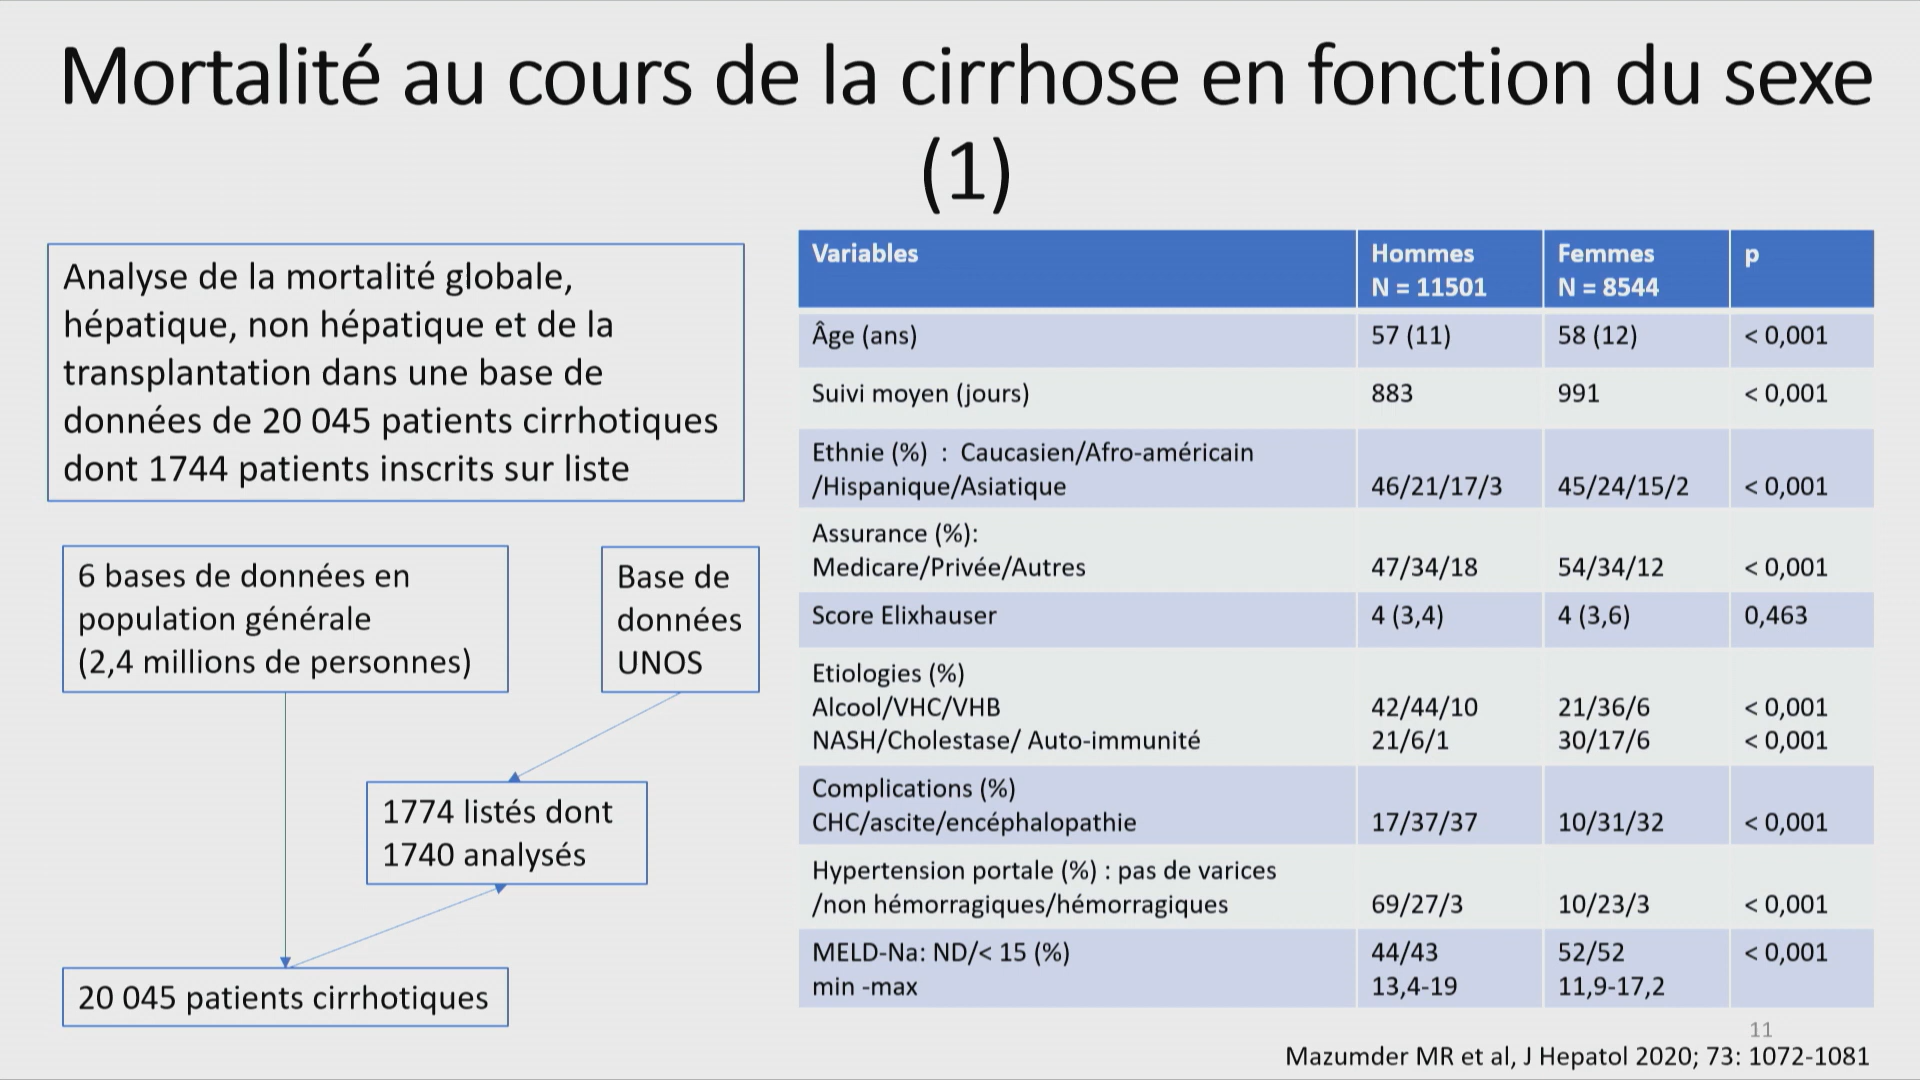 Mortalité au cours de la cirrhose en fonction du sexe
(1)
Analyse de la mortalité globale,
hépatique, non hépatique et de la
transplantation dans une base de
données de 20 045 patients cirrhotiques
dont 1744 patients inscrits sur liste
6 bases de données en
population générale
(2,4 millions de personnes)
Base de
données
UNOS
1774 listés dont
1740 analysés
20 045 patients cirrhotiques
Variables Hommes Femmes p
N = 11501 N = 8544
Âge (ans) 57 (11) 58 (12) < 0,001
Suivi moyen (jours) 883 991 < 0,001
Ethnie (%) : Caucasien/Afro-américain
/Hispanique/Asiatique 46/21/17/3 45/24/15/2 < 0,001
Assurance (%):
Medicare/Privée/Autres 47/34/18 54/34/12 < 0,001
Score Elixhauser 4 (3,4) 4 (3,6) 0,463
Etiologies (%)
Alcool/VHC/VHB 42/44/10 21/36/6 < 0,001
NASH/Cholestase/ Auto-immunité 21/6/1 30/17/6 < 0,001
Complications (%)
CHC/ascite/encéphalopathie 17/37/37 10/31/32 < 0,001
Hypertension portale (%) : pas de varices
/non hémorragiques/hémorragiques 69/27/3 10/23/3 < 0,001
MELD-Na: ND/< 15 (%) 44/43 52/52 < 0,001
min -max 13,4-19 11,9-17,2
11
Mazumder MR et al, J Hepatol 2020; 73: 1072-1081